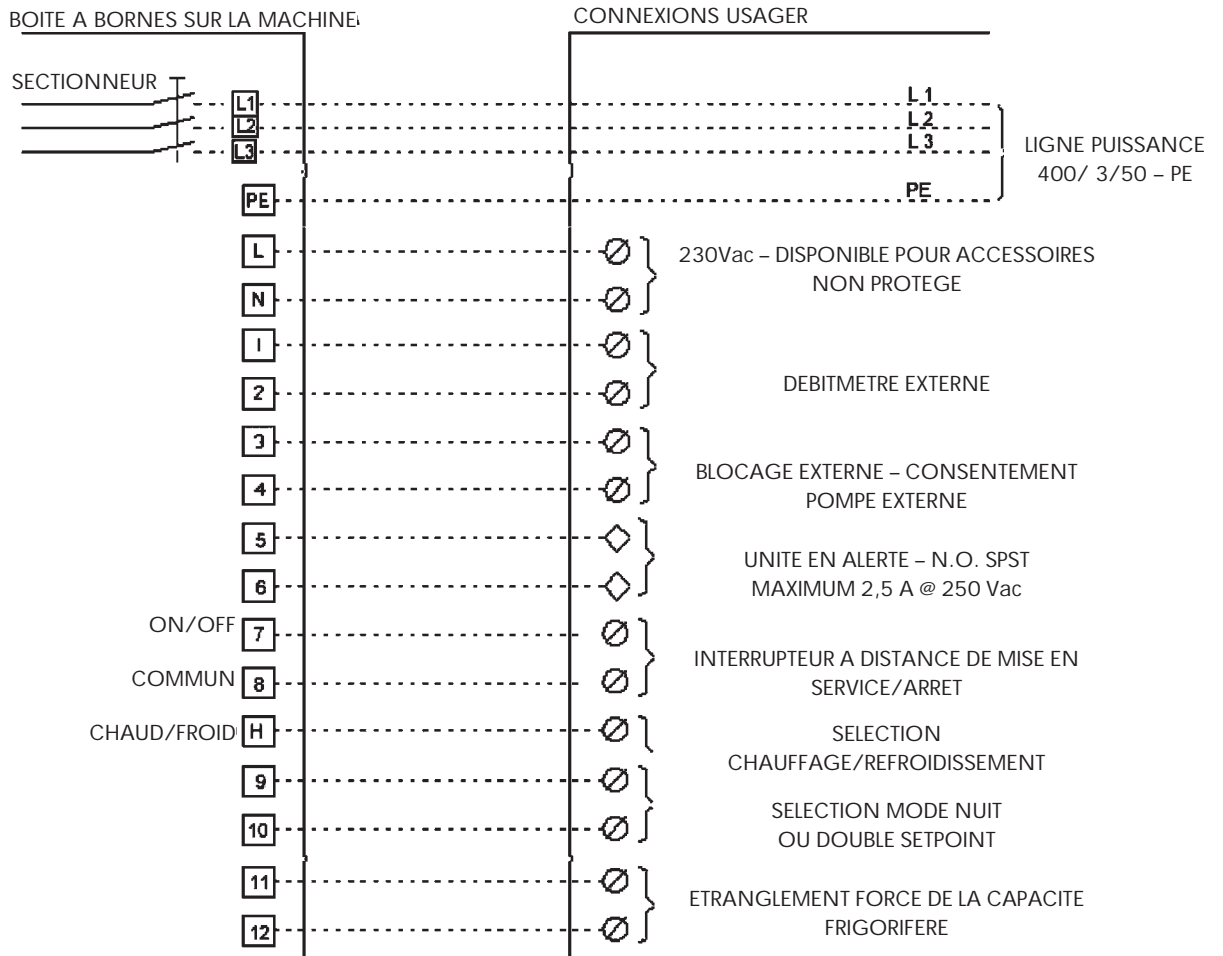 BOITE A BORNES SUR LA MACHINE
CONNEXIONS USAGER
SECTIONNEUR
L1
L1
L2
L2
L3
L3
LIGNE PUISSANCE
400/ 3/50 – PE
PE
PE
L
230Vac – DISPONIBLE POUR ACCESSOIRES
NON PROTEGE
N
I
DEBITMETRE EXTERNE
2
3
BLOCAGE EXTERNE – CONSENTEMENT
POMPE EXTERNE
4
5
UNITE EN ALERTE – N.O. SPST
MAXIMUM 2,5 A @ 250 Vac
6
ON/OFF
7
INTERRUPTEUR A DISTANCE DE MISE EN
SERVICE/ARRET
COMMUN
8
CHAUD/FROID
H
SELECTION
CHAUFFAGE/REFROIDISSEMENT
9
SELECTION MODE NUIT
OU DOUBLE SETPOINT
10
11
ETRANGLEMENT FORCE DE LA CAPACITE
FRIGORIFERE
12